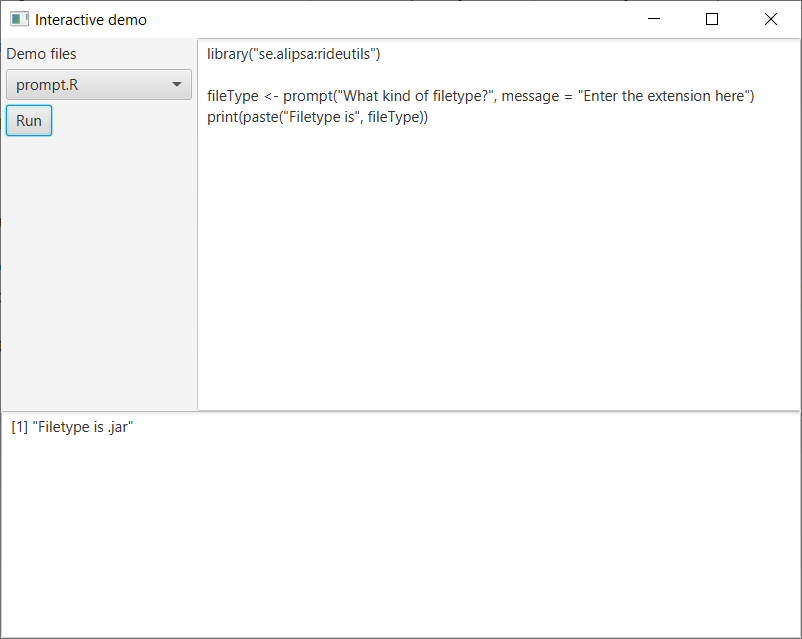 Interactive demo
Demo files
prompt.R
Run
library("se.alipsa:rideutils")
fileType <- prompt("What kind of filetype?", message = "Enter the extension here")
print(paste("Filetype is", fileType))
[1] "Filetype is .jar"